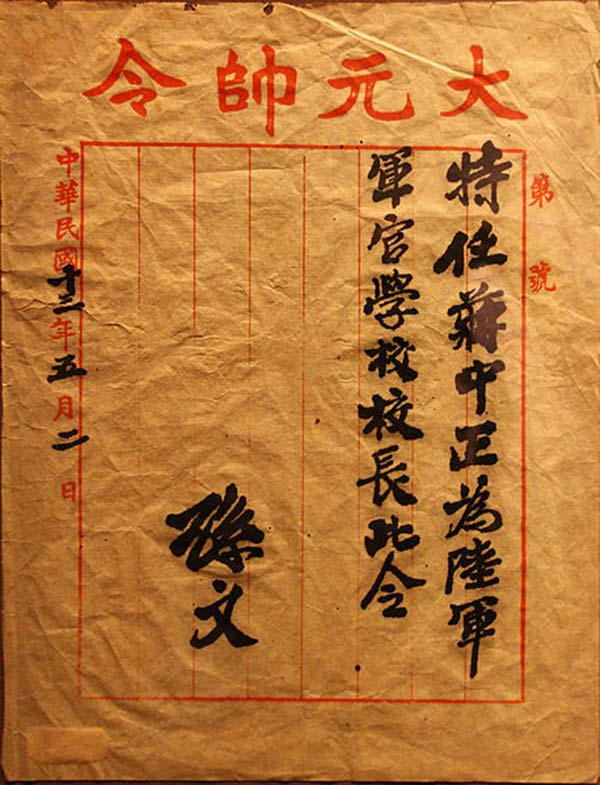 大元帥令
第 號
特任蔣中正為陸軍
軍官學校校長此令
孫文
中華民國十三年五月二日